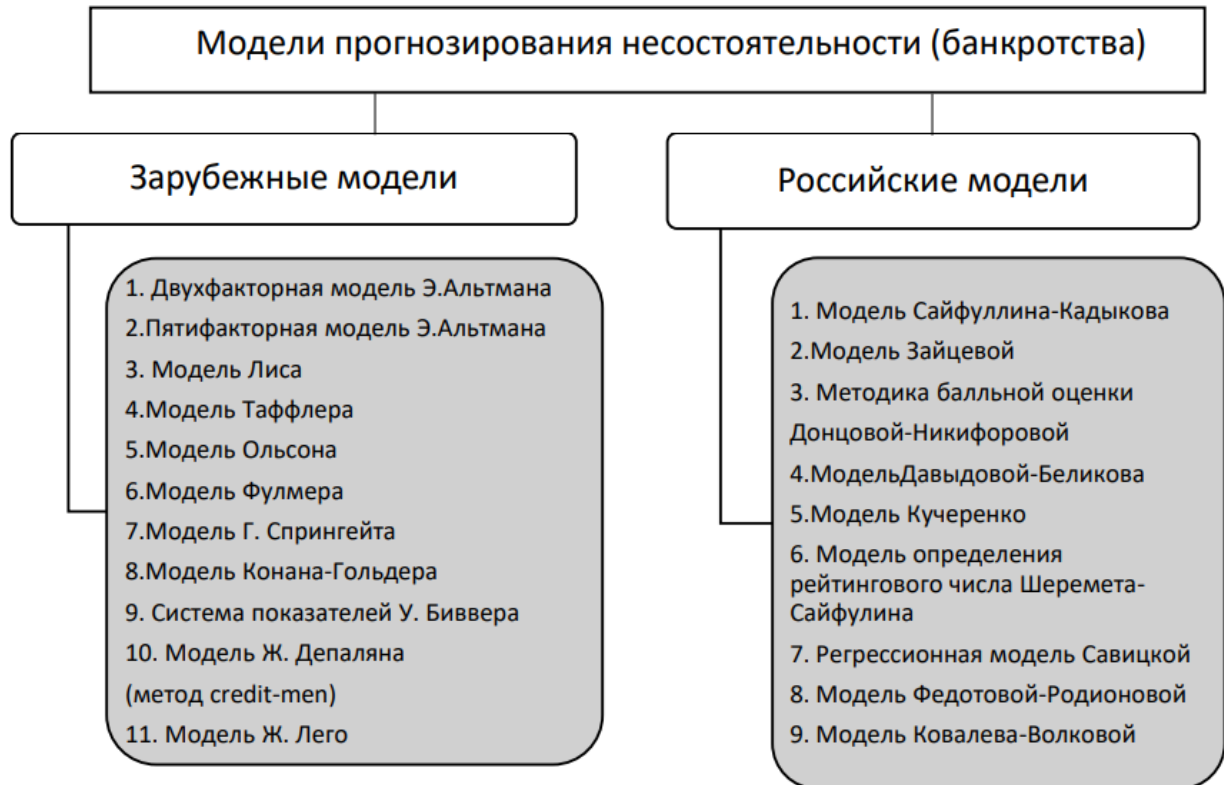 Модели прогнозирования несостоятельности (банкротства)
Зарубежные модели
1. Двухфакторная модель Э.Альтмана
2.Пятифакторная модель Э.Альтмана
3. Модель Лиса
4.Модель Таффлера
5.Модель Ольсона
6.Модель Фулмера
7.Модель Г. Спрингейта
8.Модель Конана-Гольдера
9. Система показателей У. Биввера
10. Модель Ж. Депаляна
(метод credit-men)
11. Модель Ж. Лего
Российские модели
1. Модель Сайфуллина-Кадыкова
2.Модель Зайцевой
3. Методика балльной оценки
Донцовой-Никифоровой
4.МодельДавыдовой-Беликова
5.Модель Кучеренко
6. Модель определения
рейтингового числа Шеремета-
Сайфулина
7. Регрессионная модель Савицкой
8. Модель Федотовой-Родионовой
9. Модель Ковалева-Волковой